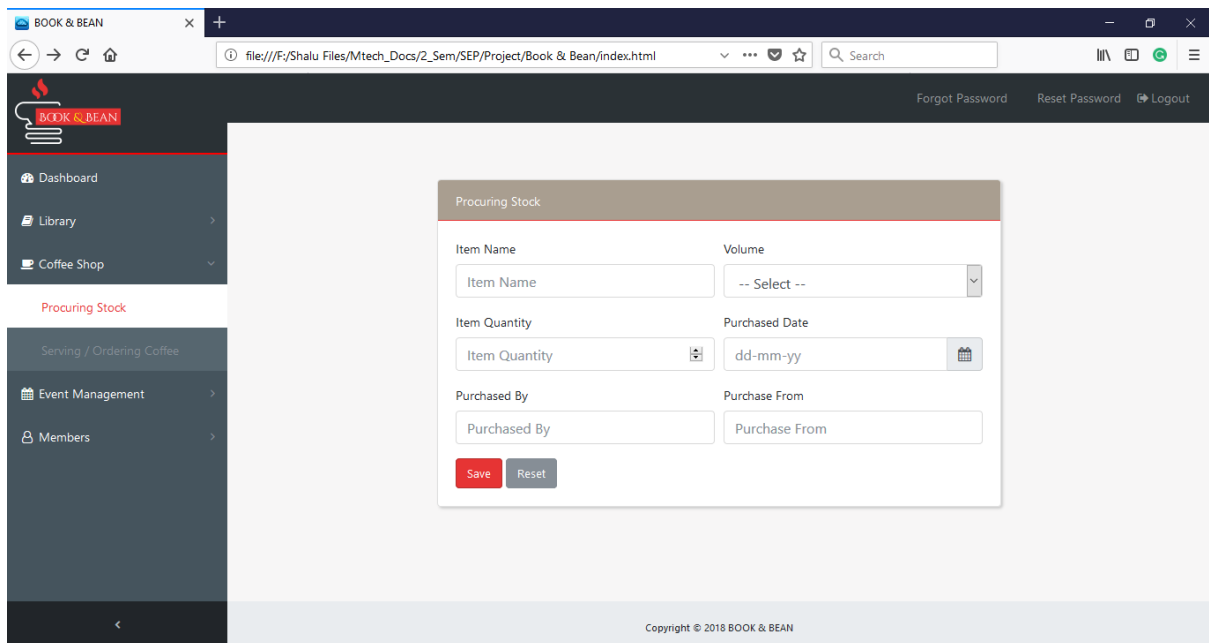 BOOK & BEAN
file:///F:/Shalu Files/Mtech_Docs/2_Sem/SEP/Project/Book & Bean/index.html
Search
BOOK & BEAN
Forgot Password Reset Password Logout
Dashboard
Library
Coffee Shop
Procuring Stock
Serving / Ordering Coffee
Event Management
Members
Procuring Stock
Item Name Volume
Item Name -- Select --
Item Quantity Purchased Date
Item Quantity dd-mm-yy
Purchased By Purchase From
Purchased By Purchase From
Save Reset
Copyright © 2018 BOOK & BEAN